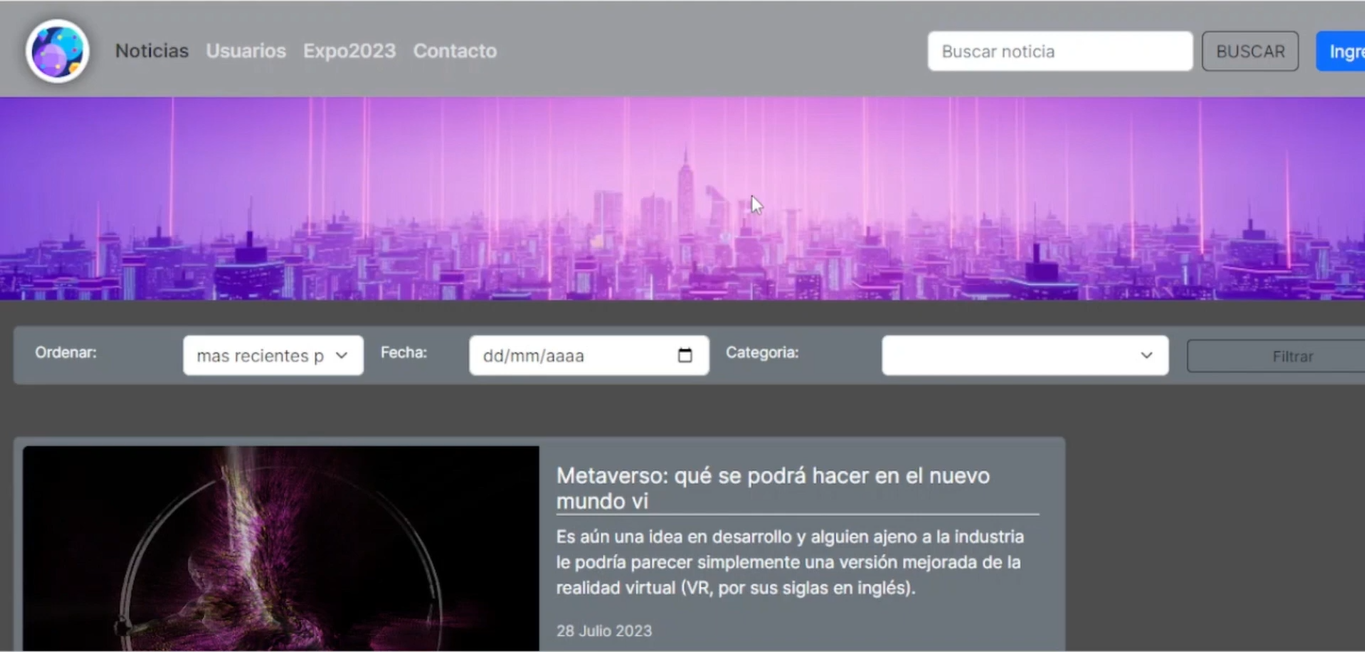 Noticias Usuarios Expo2023 Contacto
Buscar noticia BUSCAR Ingre
Ordenar: mas recientes p Fecha: dd/mm/aaaa Categoria: Filtrar
Metaverso: qué se podrá hacer en el nuevo
mundo vi
Es aún una idea en desarrollo y alguien ajeno a la industria
le podría parecer simplemente una versión mejorada de la
realidad virtual (VR, por sus siglas en inglés).
28 Julio 2023